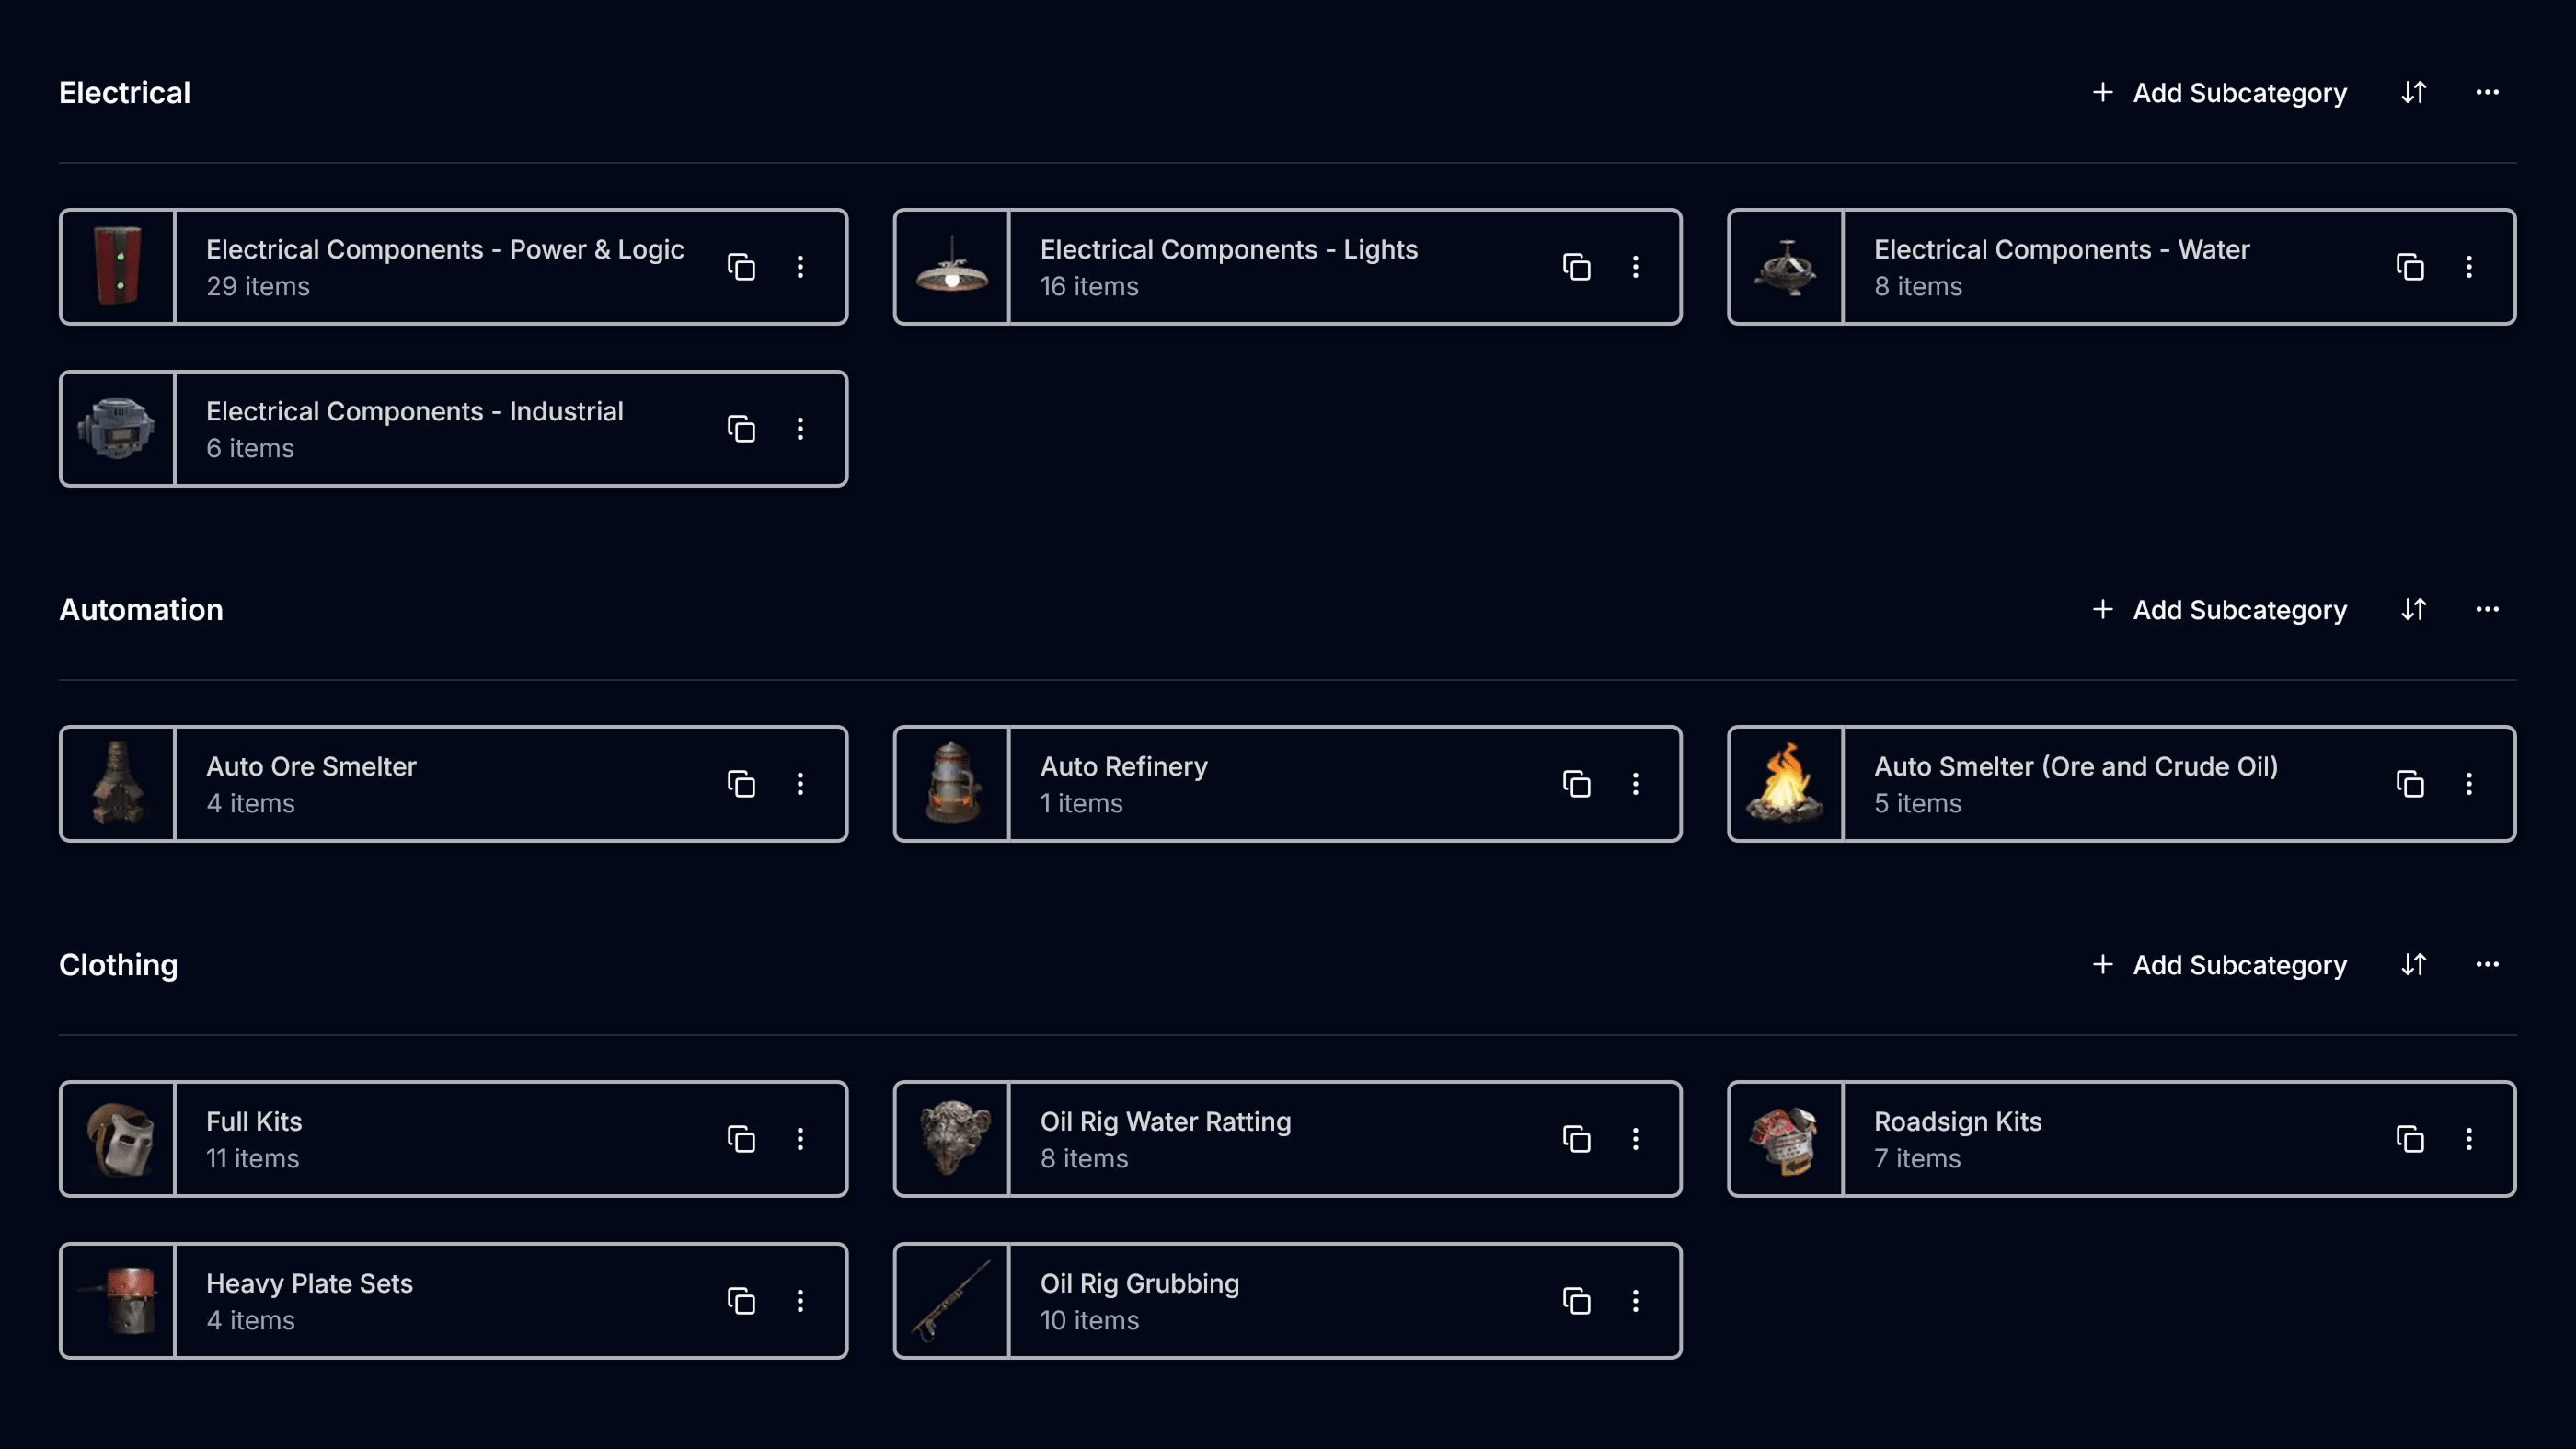 Electrical
Add Subcategory
Electrical Components - Power & Logic
29 items
Electrical Components - Lights
16 items
Electrical Components - Water
8 items
Electrical Components - Industrial
6 items
Automation
Add Subcategory
Auto Ore Smelter
4 items
Auto Refinery
1 items
Auto Smelter (Ore and Crude Oil)
5 items
Clothing
Add Subcategory
Full Kits
11 items
Oil Rig Water Ratting
8 items
Roadsign Kits
7 items
Heavy Plate Sets
4 items
Oil Rig Grubbing
10 items